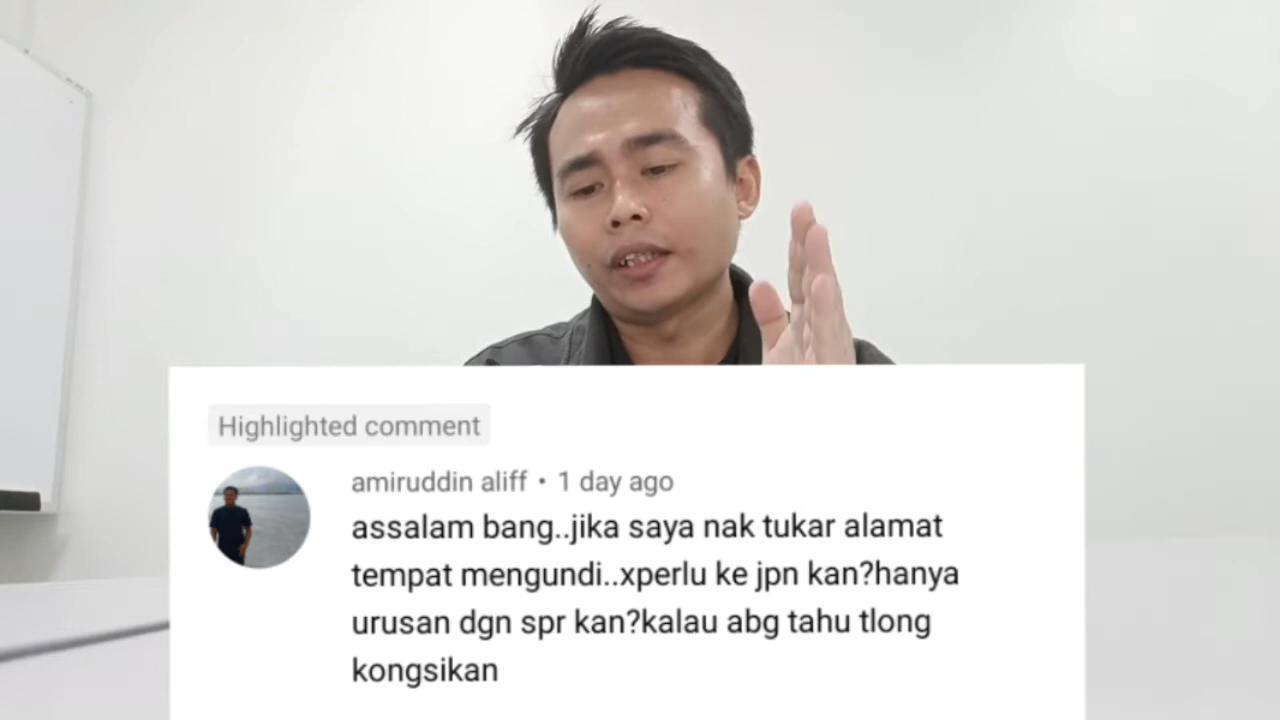 Highlighted comment
amiruddin aliff • 1 day ago
assalam bang..jika saya nak tukar alamat
tempat mengundi..xperlu ke jpn kan?hanya
urusan dgn spr kan?kalau abg tahu tlong
kongsikan